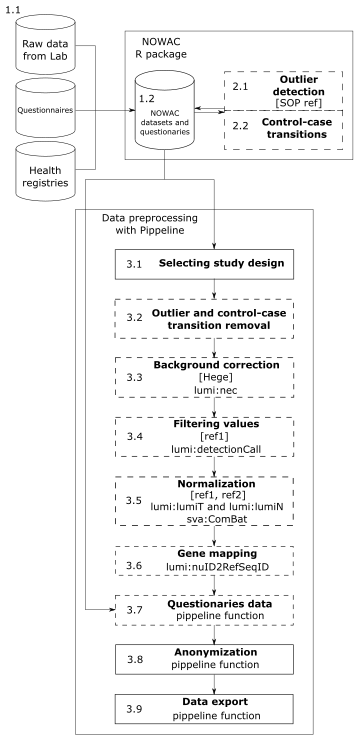 1.1
Raw data
from Lab
Questionnaires
Health
registries
NOWAC
R package
1.2
NOWAC
datasets and
questionaries
2.1
Outlier
detection
[SOP ref]
2.2
Control-case
transitions
Data preprocessing
with Pippeline
3.1
Selecting study design
3.2
Outlier and control-case
transition removal
3.3
Background correction
[Hege]
lumi:nec
3.4
Filtering values
[ref1]
lumi:detectionCall
3.5
Normalization
[ref1, ref2]
lumi:lumiT and lumi:lumiN
sva:ComBat
3.6
Gene mapping
lumi:nuID2RefSeqID
3.7
Questionaries data
pippeline function
3.8
Anonymization
pippeline function
3.9
Data export
pippeline function